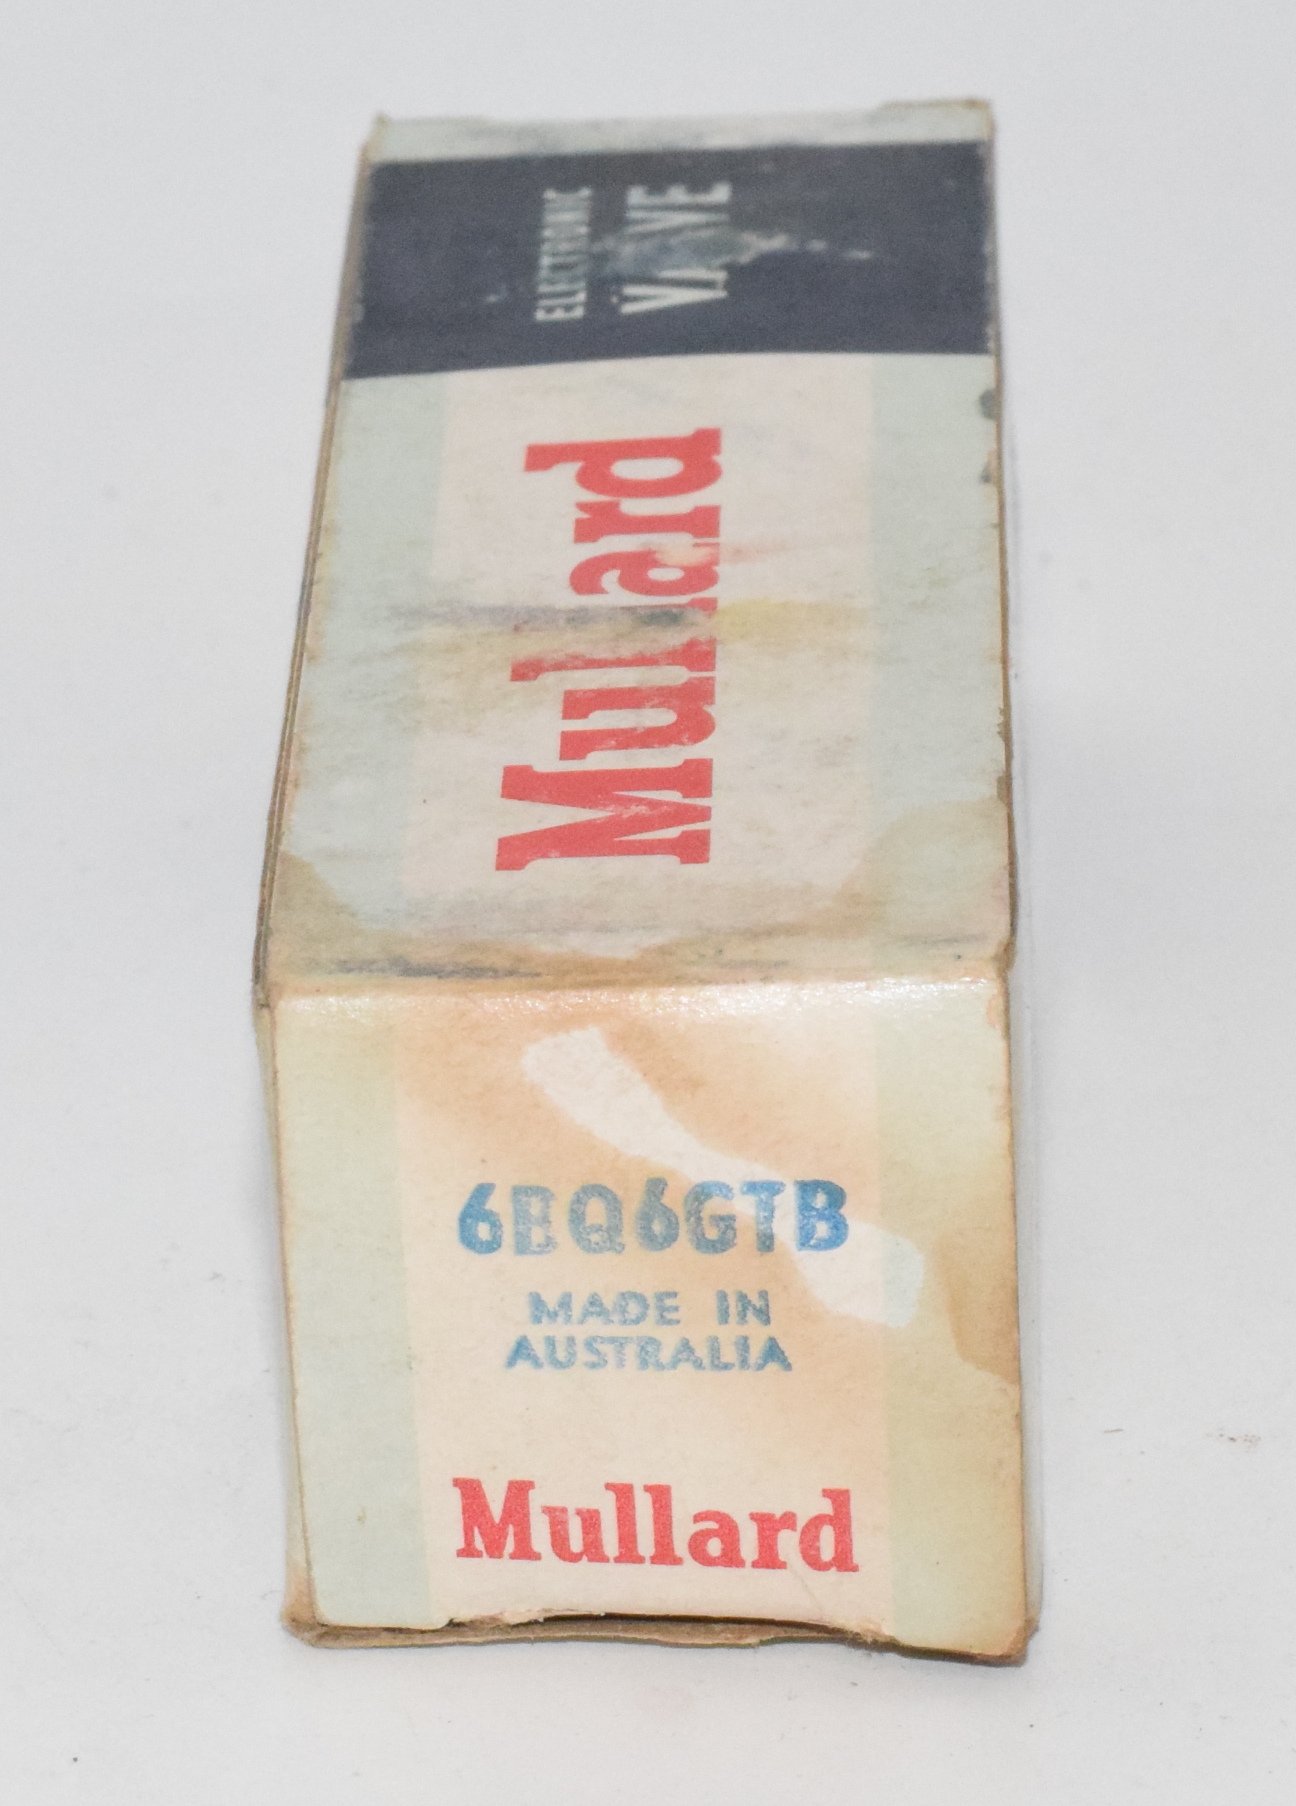 ELECTRONIC
VALVE
Mullard
6BQ6GTB
MADE IN
AUSTRALIA
Mullard